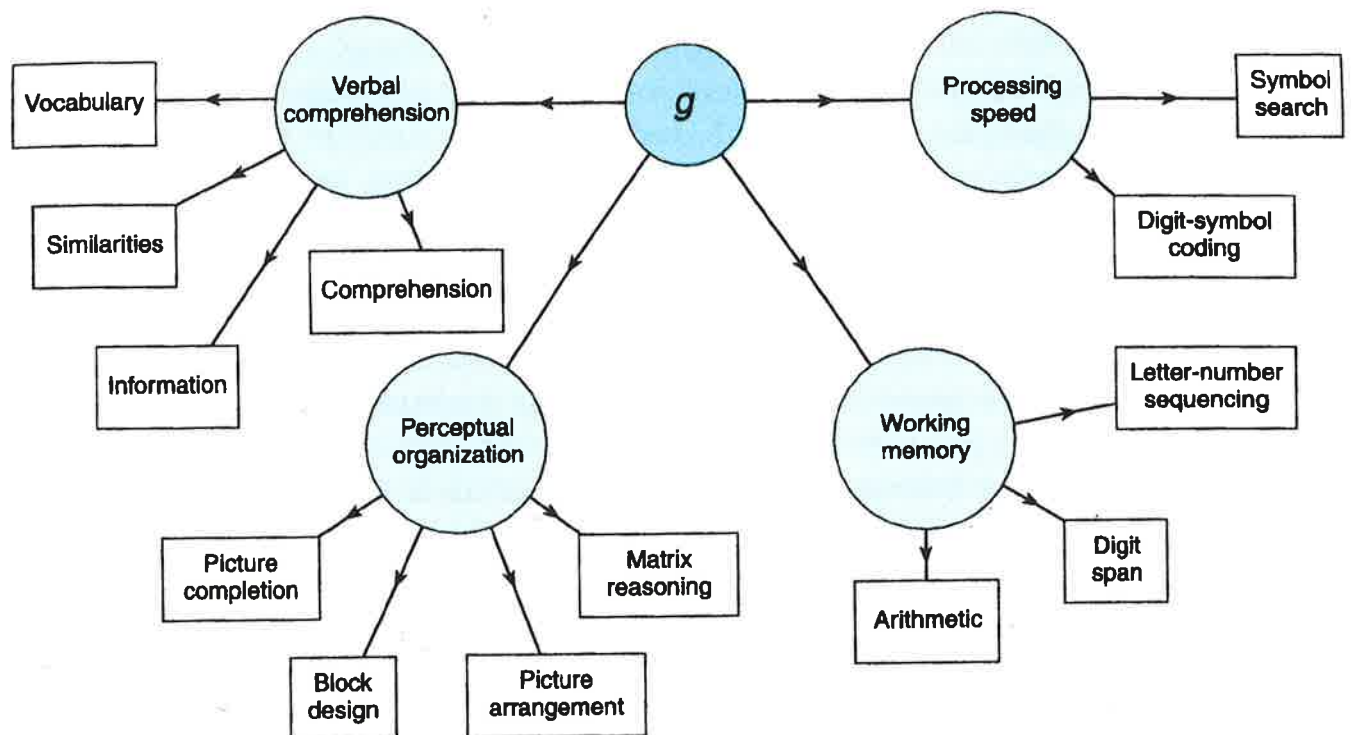 Verbal
comprehension
g
Processing
speed
Vocabulary
Symbol
search
Similarities
Digit-symbol
coding
Comprehension
Information
Letter-number
sequencing
Perceptual
organization
Working
memory
Picture
completion
Matrix
reasoning
Digit
span
Arithmetic
Block
design
Picture
arrangement